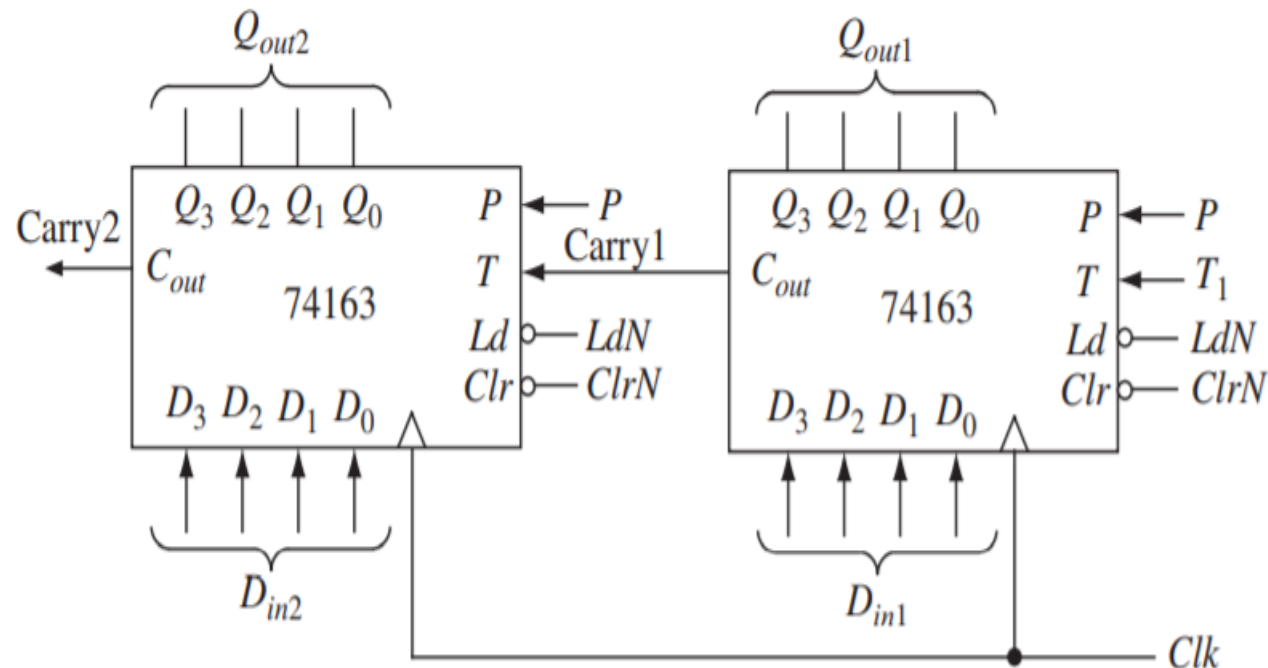 Qout2
Qout1
Q3 Q2 Q1 Q0
P
P
Q3 Q2 Q1 Q0
P
P
Carry2
Cout
T
Carry1
Cout
T
T1
74163
74163
Ld
LdN
Ld
LdN
Clr
ClrN
Clr
ClrN
D3 D2 D1 D0
D3 D2 D1 D0
Din2
Din1
Clk